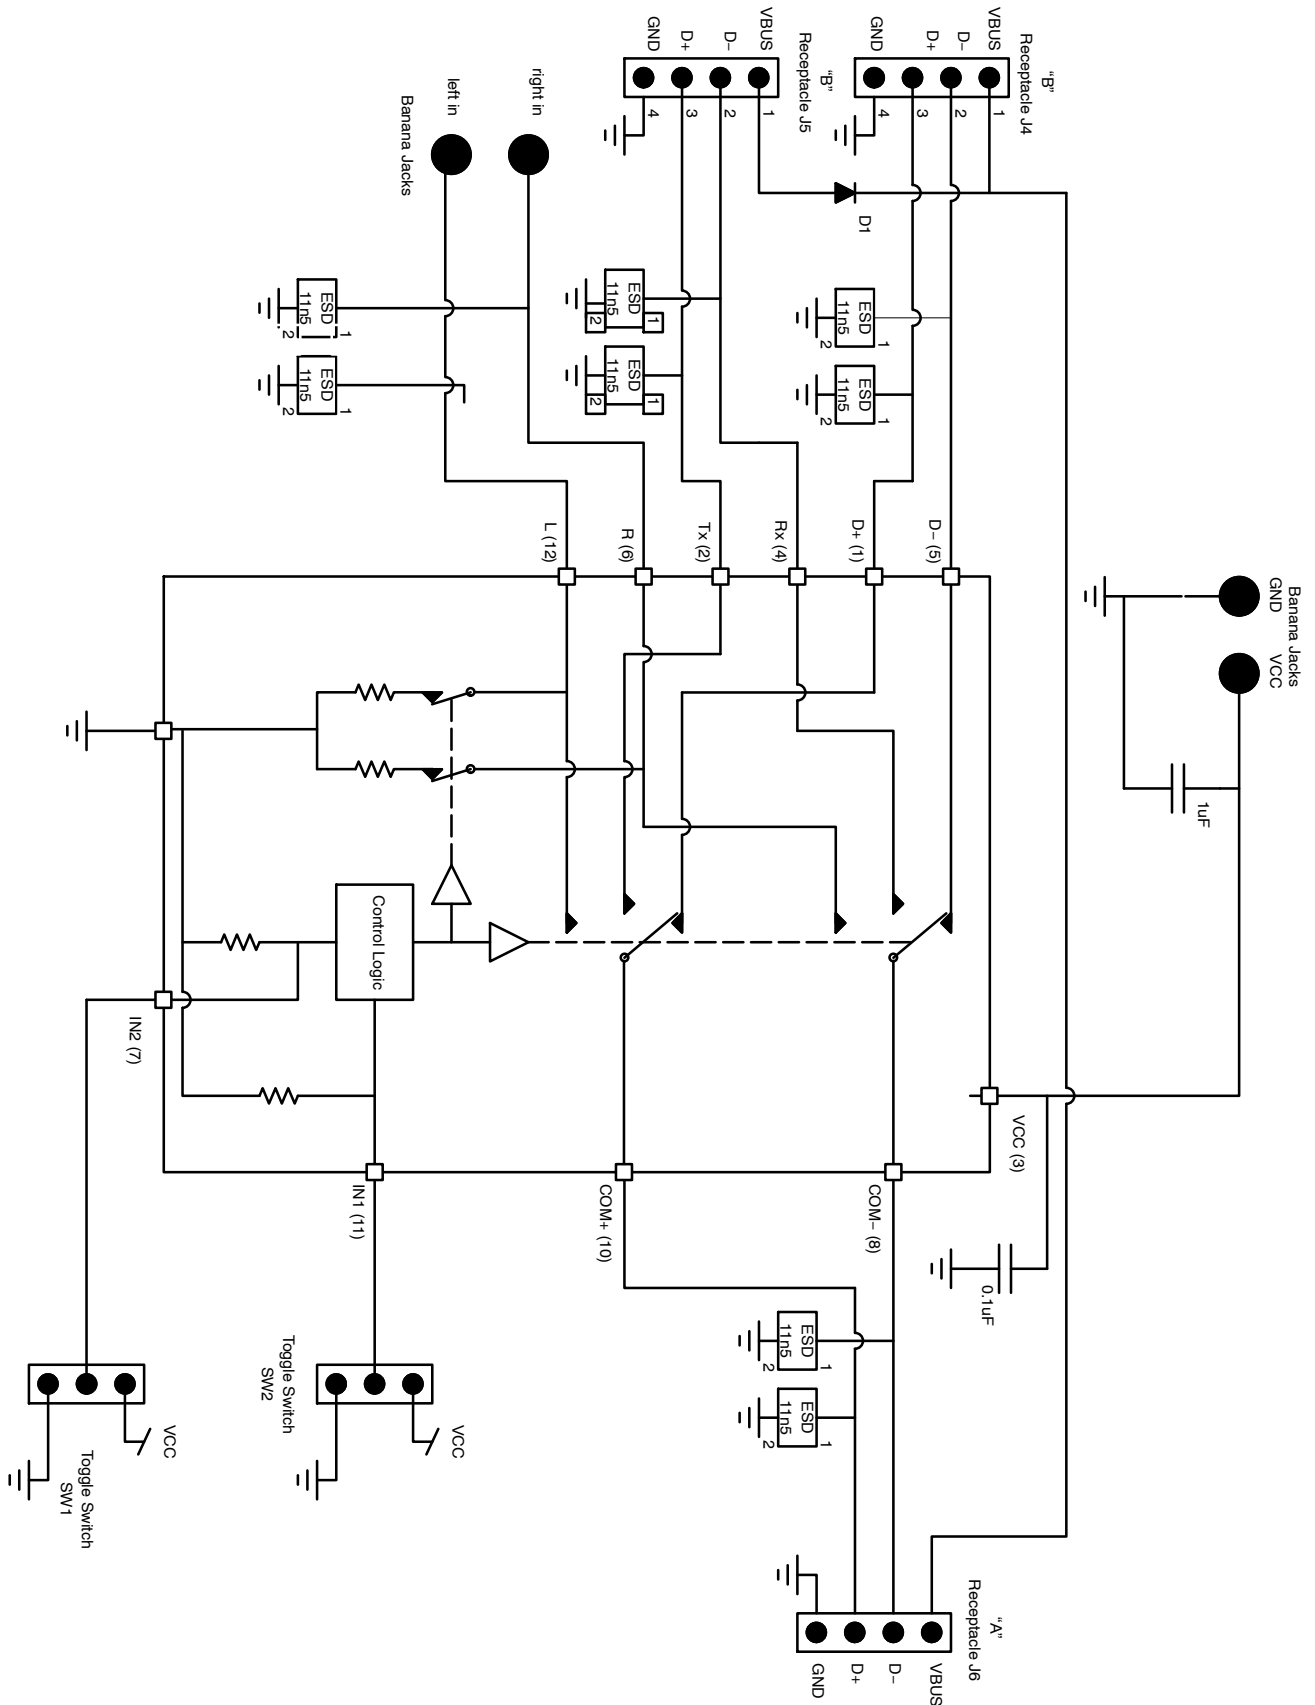 "B"
Receptacle J4
VBUS
D−
D+
GND
1
2
3
4
"B"
Receptacle J5
VBUS
D−
D+
GND
1
2
3
4
D1
right in
left in
Banana Jacks
ESD
11n5
1
2
ESD
11n5
1
2
ESD
11n5
1
2
ESD
11n5
1
2
ESD
11n5
1
2
ESD
11n5
1
2
Banana Jacks
GND
VCC
1uF
D− (5)
D+ (1)
Rx (4)
Tx (2)
R (6)
L (12)
Control Logic
VCC (3)
0.1uF
COM− (8)
COM+ (10)
IN1 (11)
IN2 (7)
ESD
11n5
1
2
ESD
11n5
1
2
Toggle Switch
SW2
VCC
Toggle Switch
SW1
VCC
"A"
Receptacle J6
VBUS
D−
D+
GND